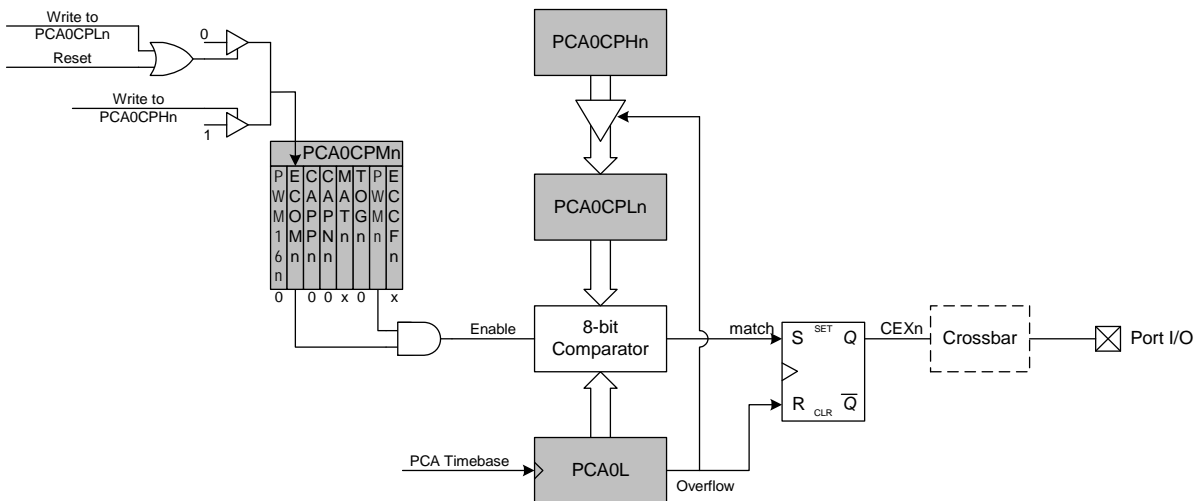 Write to
PCA0CPLn
Reset
0
Write to
PCA0CPHn
1
PCA0CPMn
PWM16n
ECOMn
CAPPn
CAPNn
MATn
TOGn
PWMn
ECCFn
0 0 0 x 0 x
Enable
PCA0CPHn
PCA0CPLn
8-bit
Comparator
match
S SET Q
R CLR Q
CEXn
Crossbar
Port I/O
PCA Timebase
PCA0L
Overflow